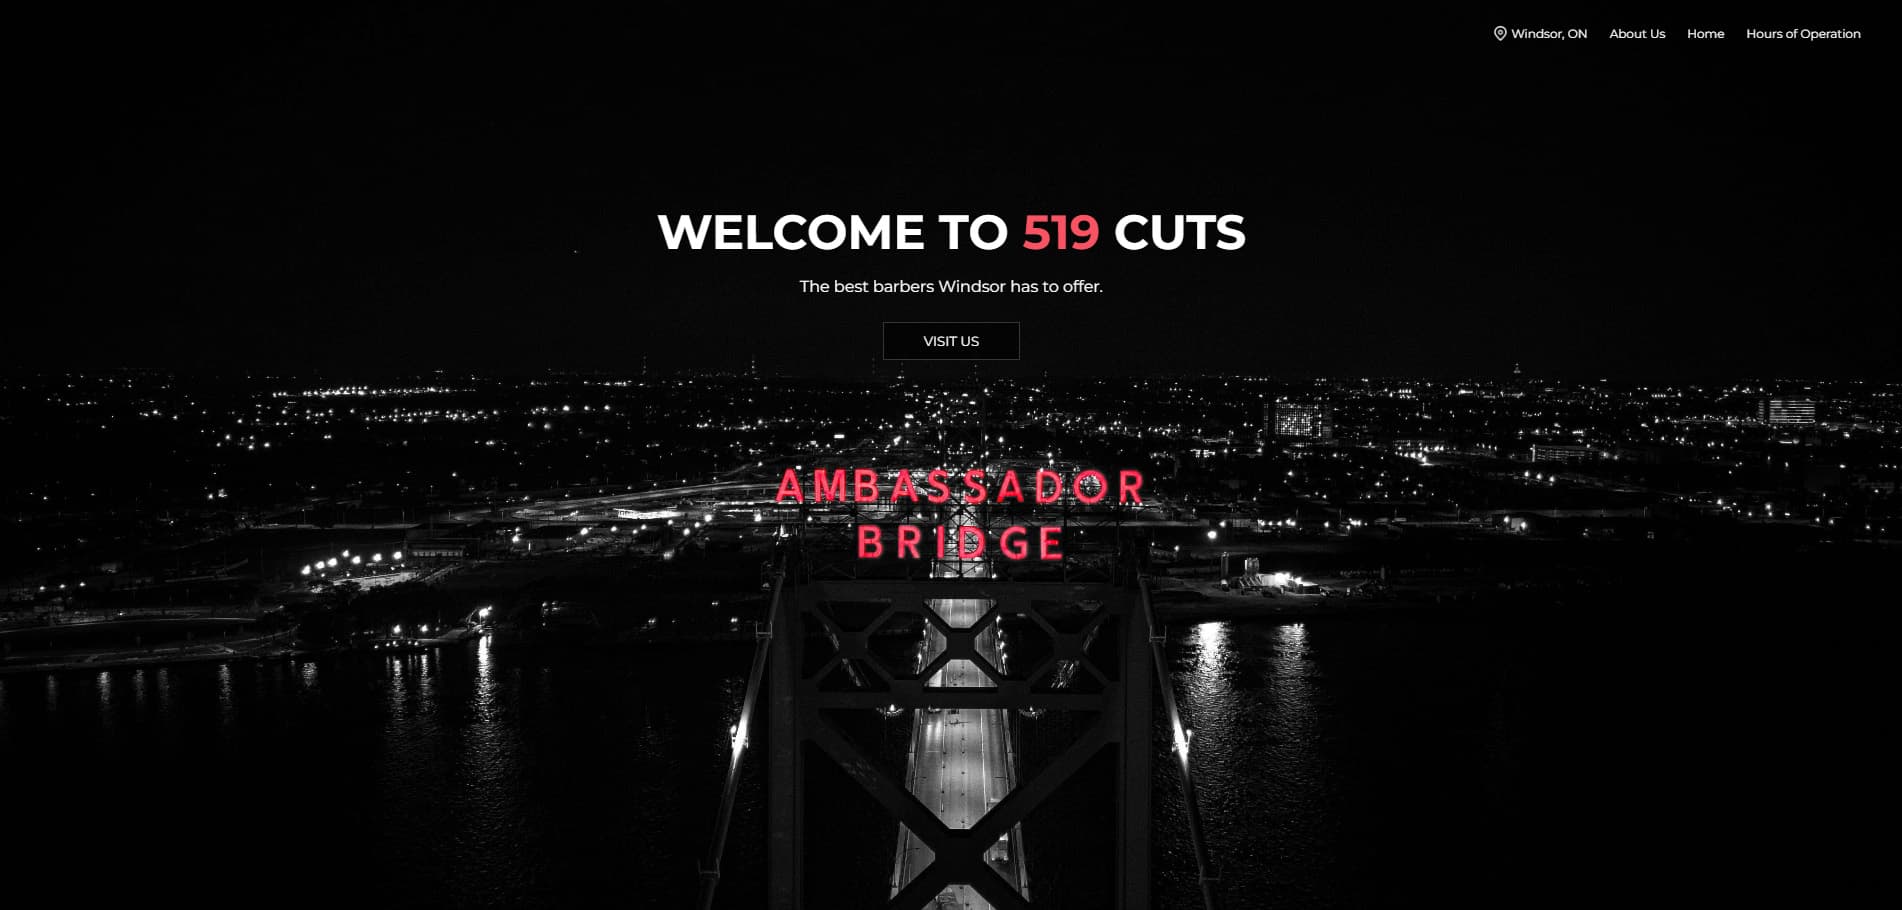 Windsor, ON About Us Home Hours of Operation
WELCOME TO 519 CUTS
The best barbers Windsor has to offer.
VISIT US
AMBASSADOR
BRIDGE